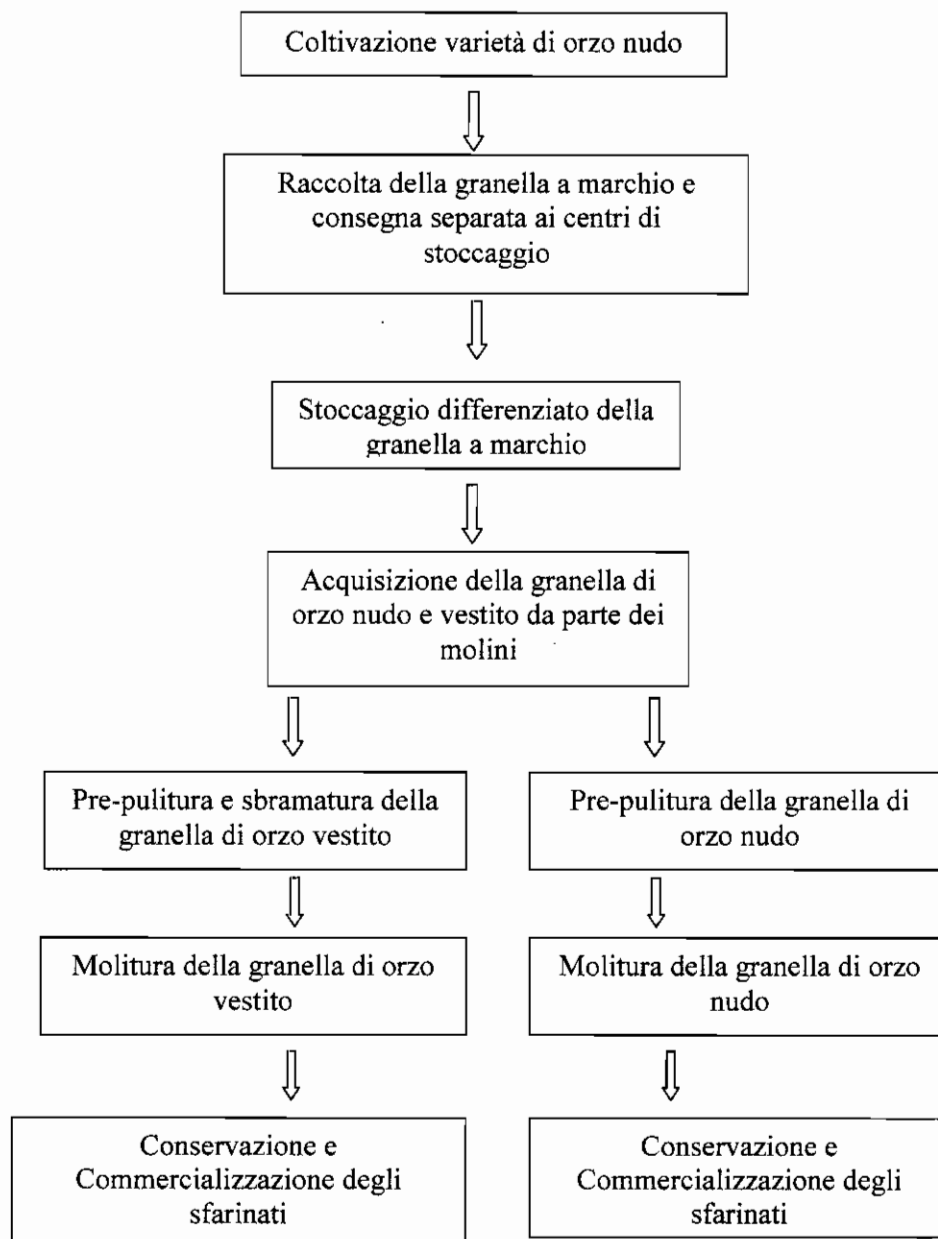 Coltivazione varietà di orzo nudo
Raccolta della granella a marchio e
consegna separata ai centri di
stoccaggio
Stoccaggio differenziato della
granella a marchio
Acquisizione della granella di
orzo nudo e vestito da parte dei
molini
Pre-pulitura e sbramatura della
granella di orzo vestito
Pre-pulitura della granella di
orzo nudo
Molitura della granella di orzo
vestito
Molitura della granella di orzo
nudo
Conservazione e
Commercializzazione degli
sfarinati
Conservazione e
Commercializzazione degli
sfarinati